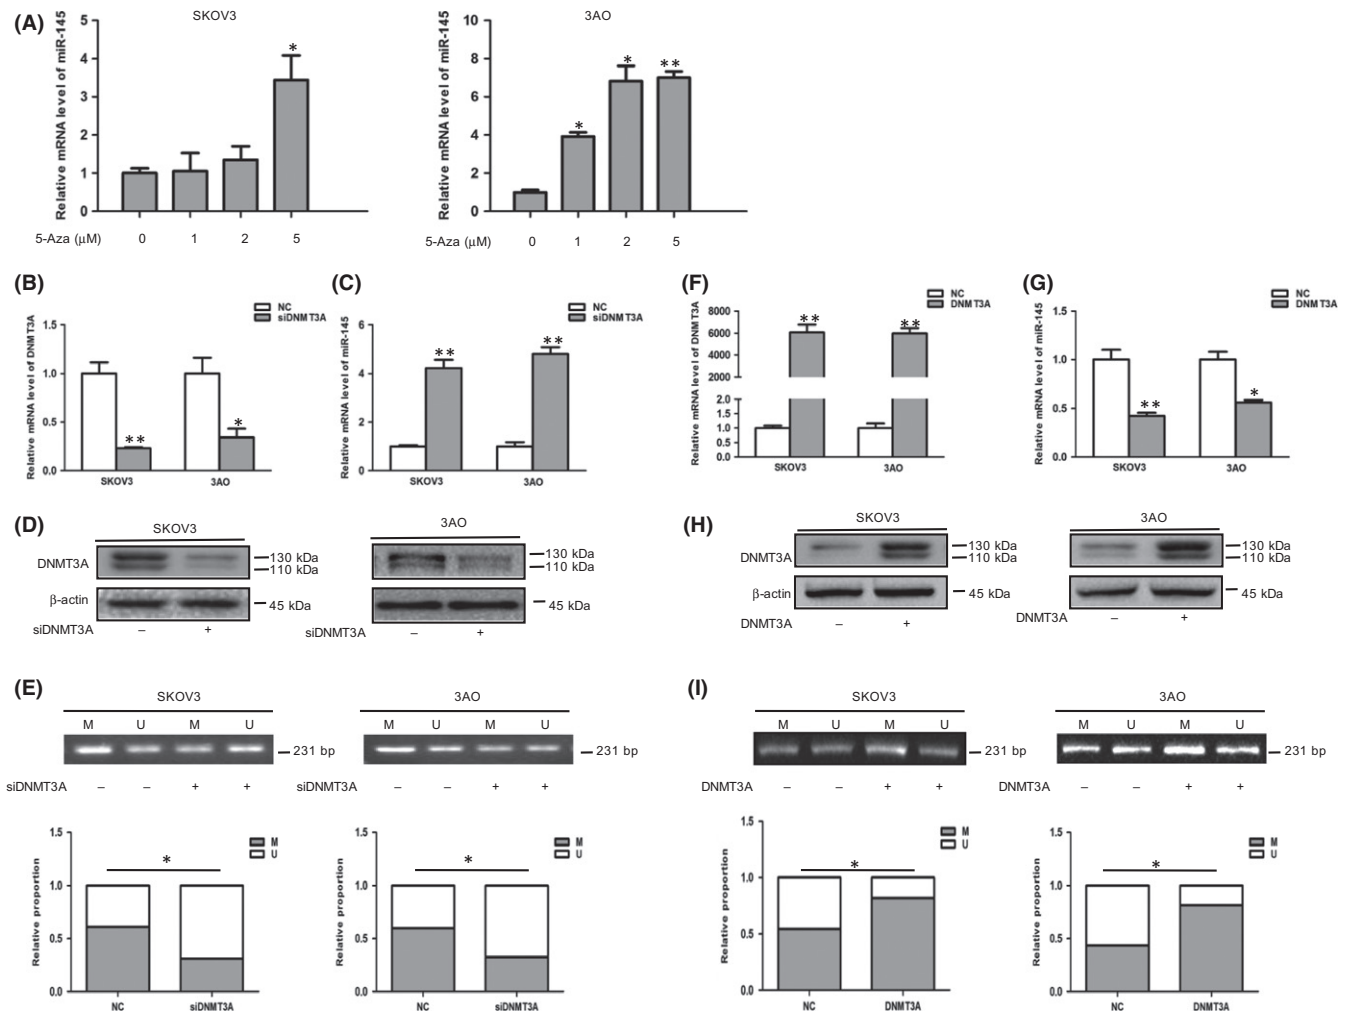 (A)
SKOV3
Relative mRNA level of miR-145
5
4
3
2
1
0
*
5-Aza (μM) 0 1 2 5
3AO
Relative mRNA level of miR-145
10
8
6
4
2
0
* * **
5-Aza (μM) 0 1 2 5
(B)
NC
siDNMT3A
Relative mRNA level of DNMT3A
1.5
1.0
0.5
0.0
** *
SKOV3 3AO
(C)
NC
siDNMT3A
Relative mRNA level of miR-145
6
4
2
0
** **
SKOV3 3AO
(F)
NC
DNMT3A
Relative mRNA level of DNMT3A
8000
6000
4000
2000
2.0
1.5
1.0
0.5
0.0
** **
SKOV3 3AO
(G)
NC
DNMT3A
Relative mRNA level of miR-145
1.5
1.0
0.5
0.0
** *
SKOV3 3AO
(D)
SKOV3
DNMT3A
130 kDa
110 kDa
β-actin
45 kDa
siDNMT3A – +
3AO
130 kDa
110 kDa
45 kDa
siDNMT3A – +
(H)
SKOV3
DNMT3A
130 kDa
110 kDa
β-actin
45 kDa
DNMT3A – +
3AO
130 kDa
110 kDa
45 kDa
DNMT3A – +
(E)
SKOV3
M U M U
231 bp
siDNMT3A – – + +
3AO
M U M U
231 bp
siDNMT3A – – + +
M
U
Relative proportion
1.5
1.0
0.5
0.0
*
NC siDNMT3A
M
U
Relative proportion
1.5
1.0
0.5
0.0
*
NC siDNMT3A
(I)
SKOV3
M U M U
231 bp
DNMT3A – – + +
3AO
M U M U
231 bp
DNMT3A – – + +
M
U
Relative proportion
1.5
1.0
0.5
0.0
*
NC DNMT3A
M
U
Relative proportion
1.5
1.0
0.5
0.0
*
NC DNMT3A